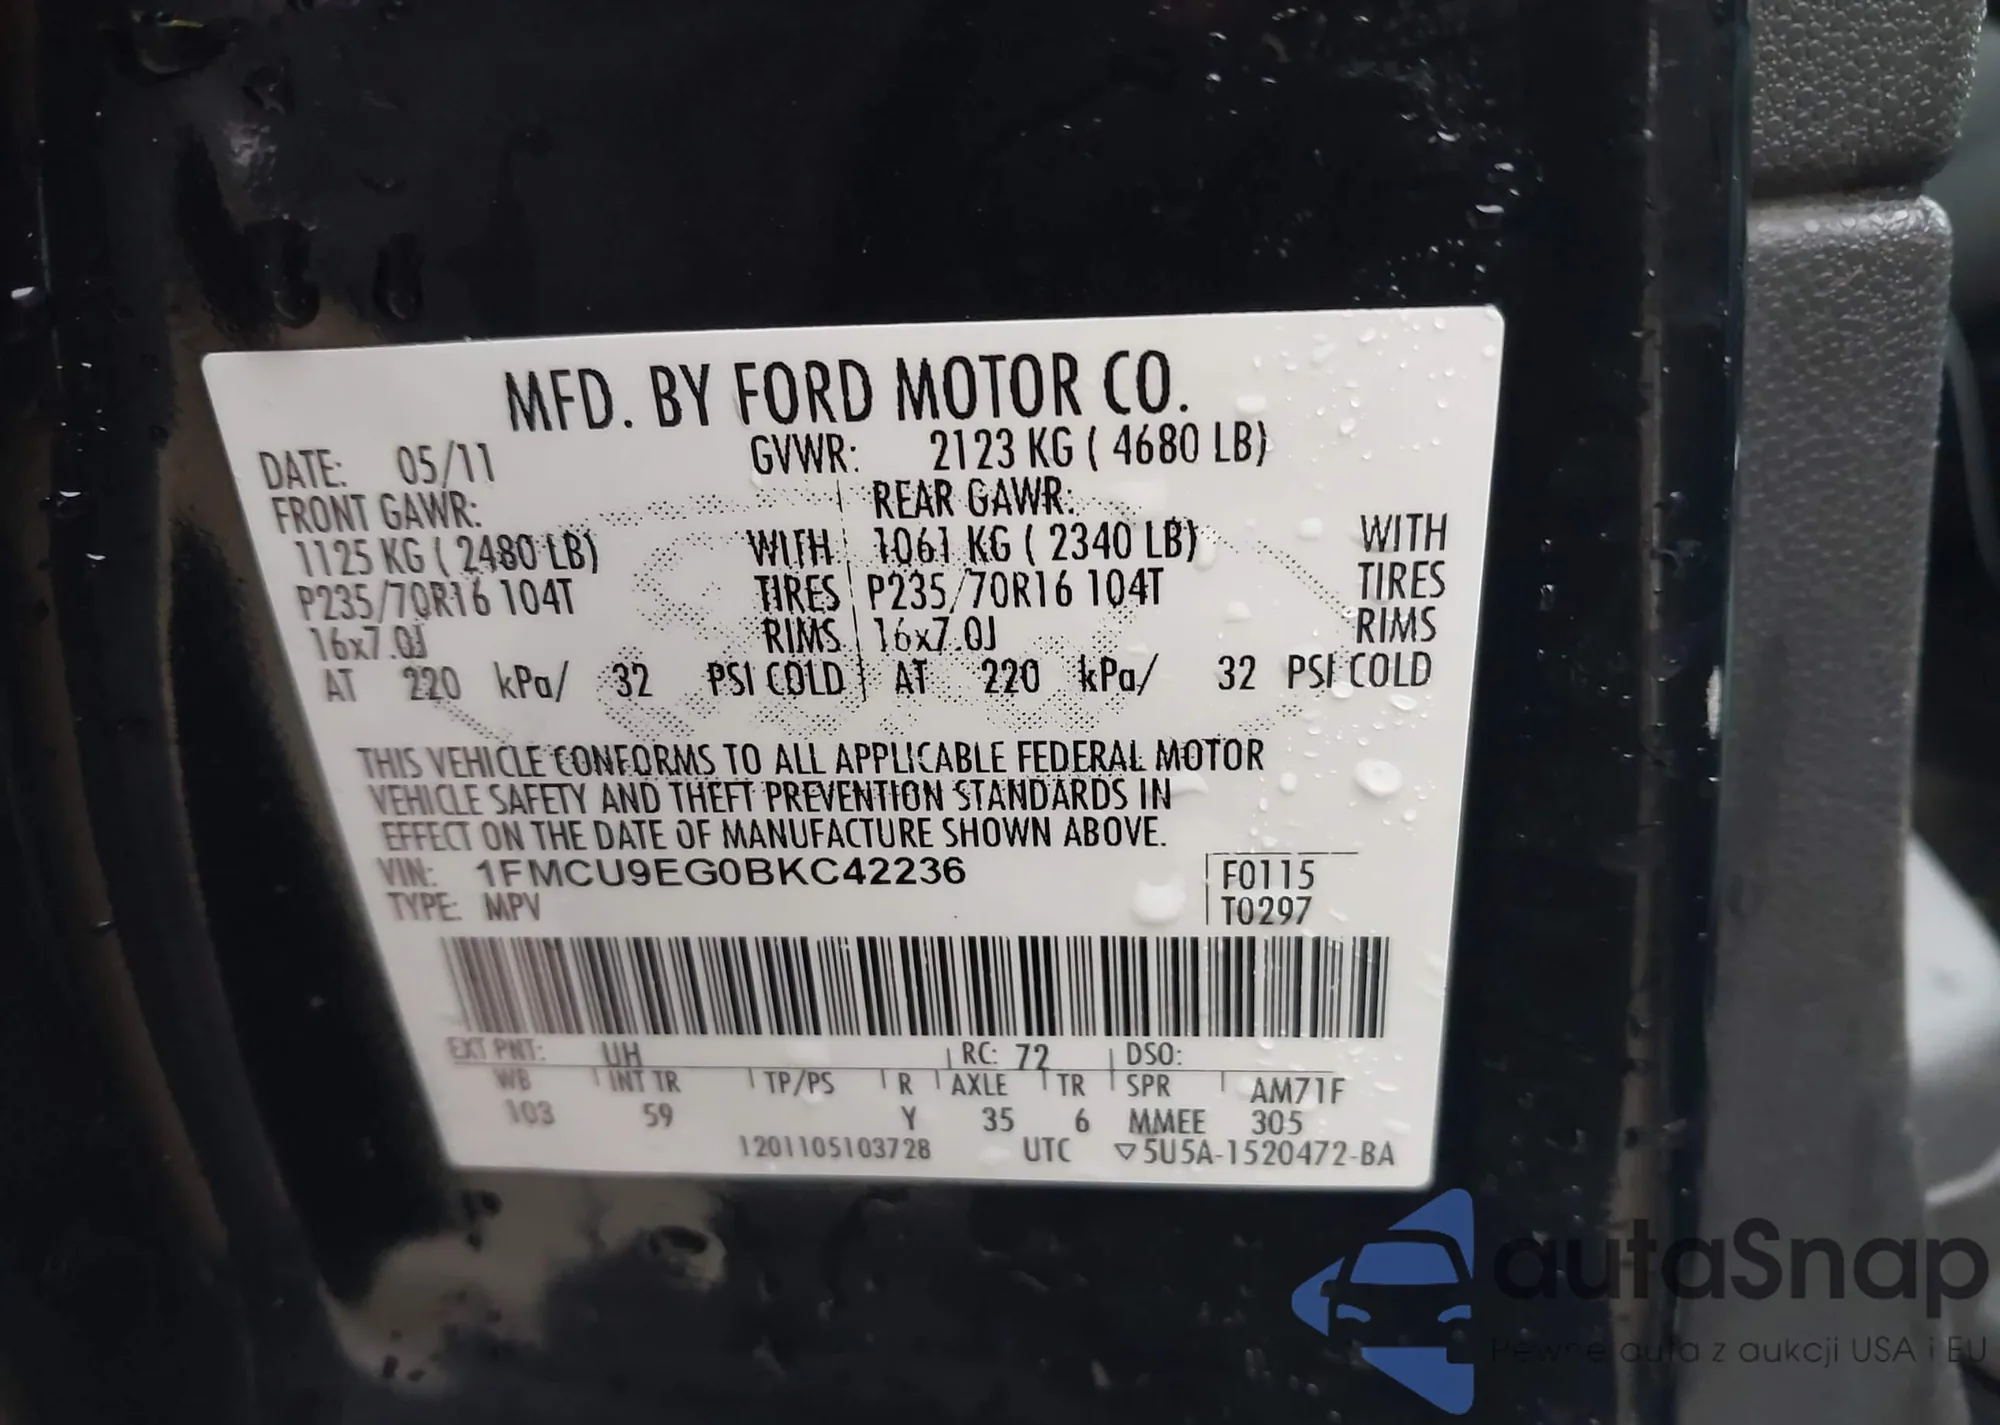 MFD. BY FORD MOTOR CO.
DATE: 05/11 GVWR: 2123 KG ( 4680 LB)
FRONT GAWR: REAR GAWR:
1125 KG ( 2480 LB) WITH 1061 KG ( 2340 LB) WITH
P235/70R16 104T TIRES P235/70R16 104T TIRES
16x7.0J RIMS 16x7.0J RIMS
AT 220 kPa/ 32 PSI COLD AT 220 kPa/ 32 PSI COLD
THIS VEHICLE CONFORMS TO ALL APPLICABLE FEDERAL MOTOR
VEHICLE SAFETY AND THEFT PREVENTION STANDARDS IN
EFFECT ON THE DATE OF MANUFACTURE SHOWN ABOVE.
VIN: 1FMCU9EG0BKC42236 F0115
TYPE: MPV T0297
EXT PNT: UH RC: 72 DSO:
WB INT TR TP/PS R AXLE TR SPR AM71F
103 59 Y 35 6 MMEE 305
1201105103728 UTC ▽5U5A-1520472-BA
autaSnap
Pewne auta z aukcji USA i EU